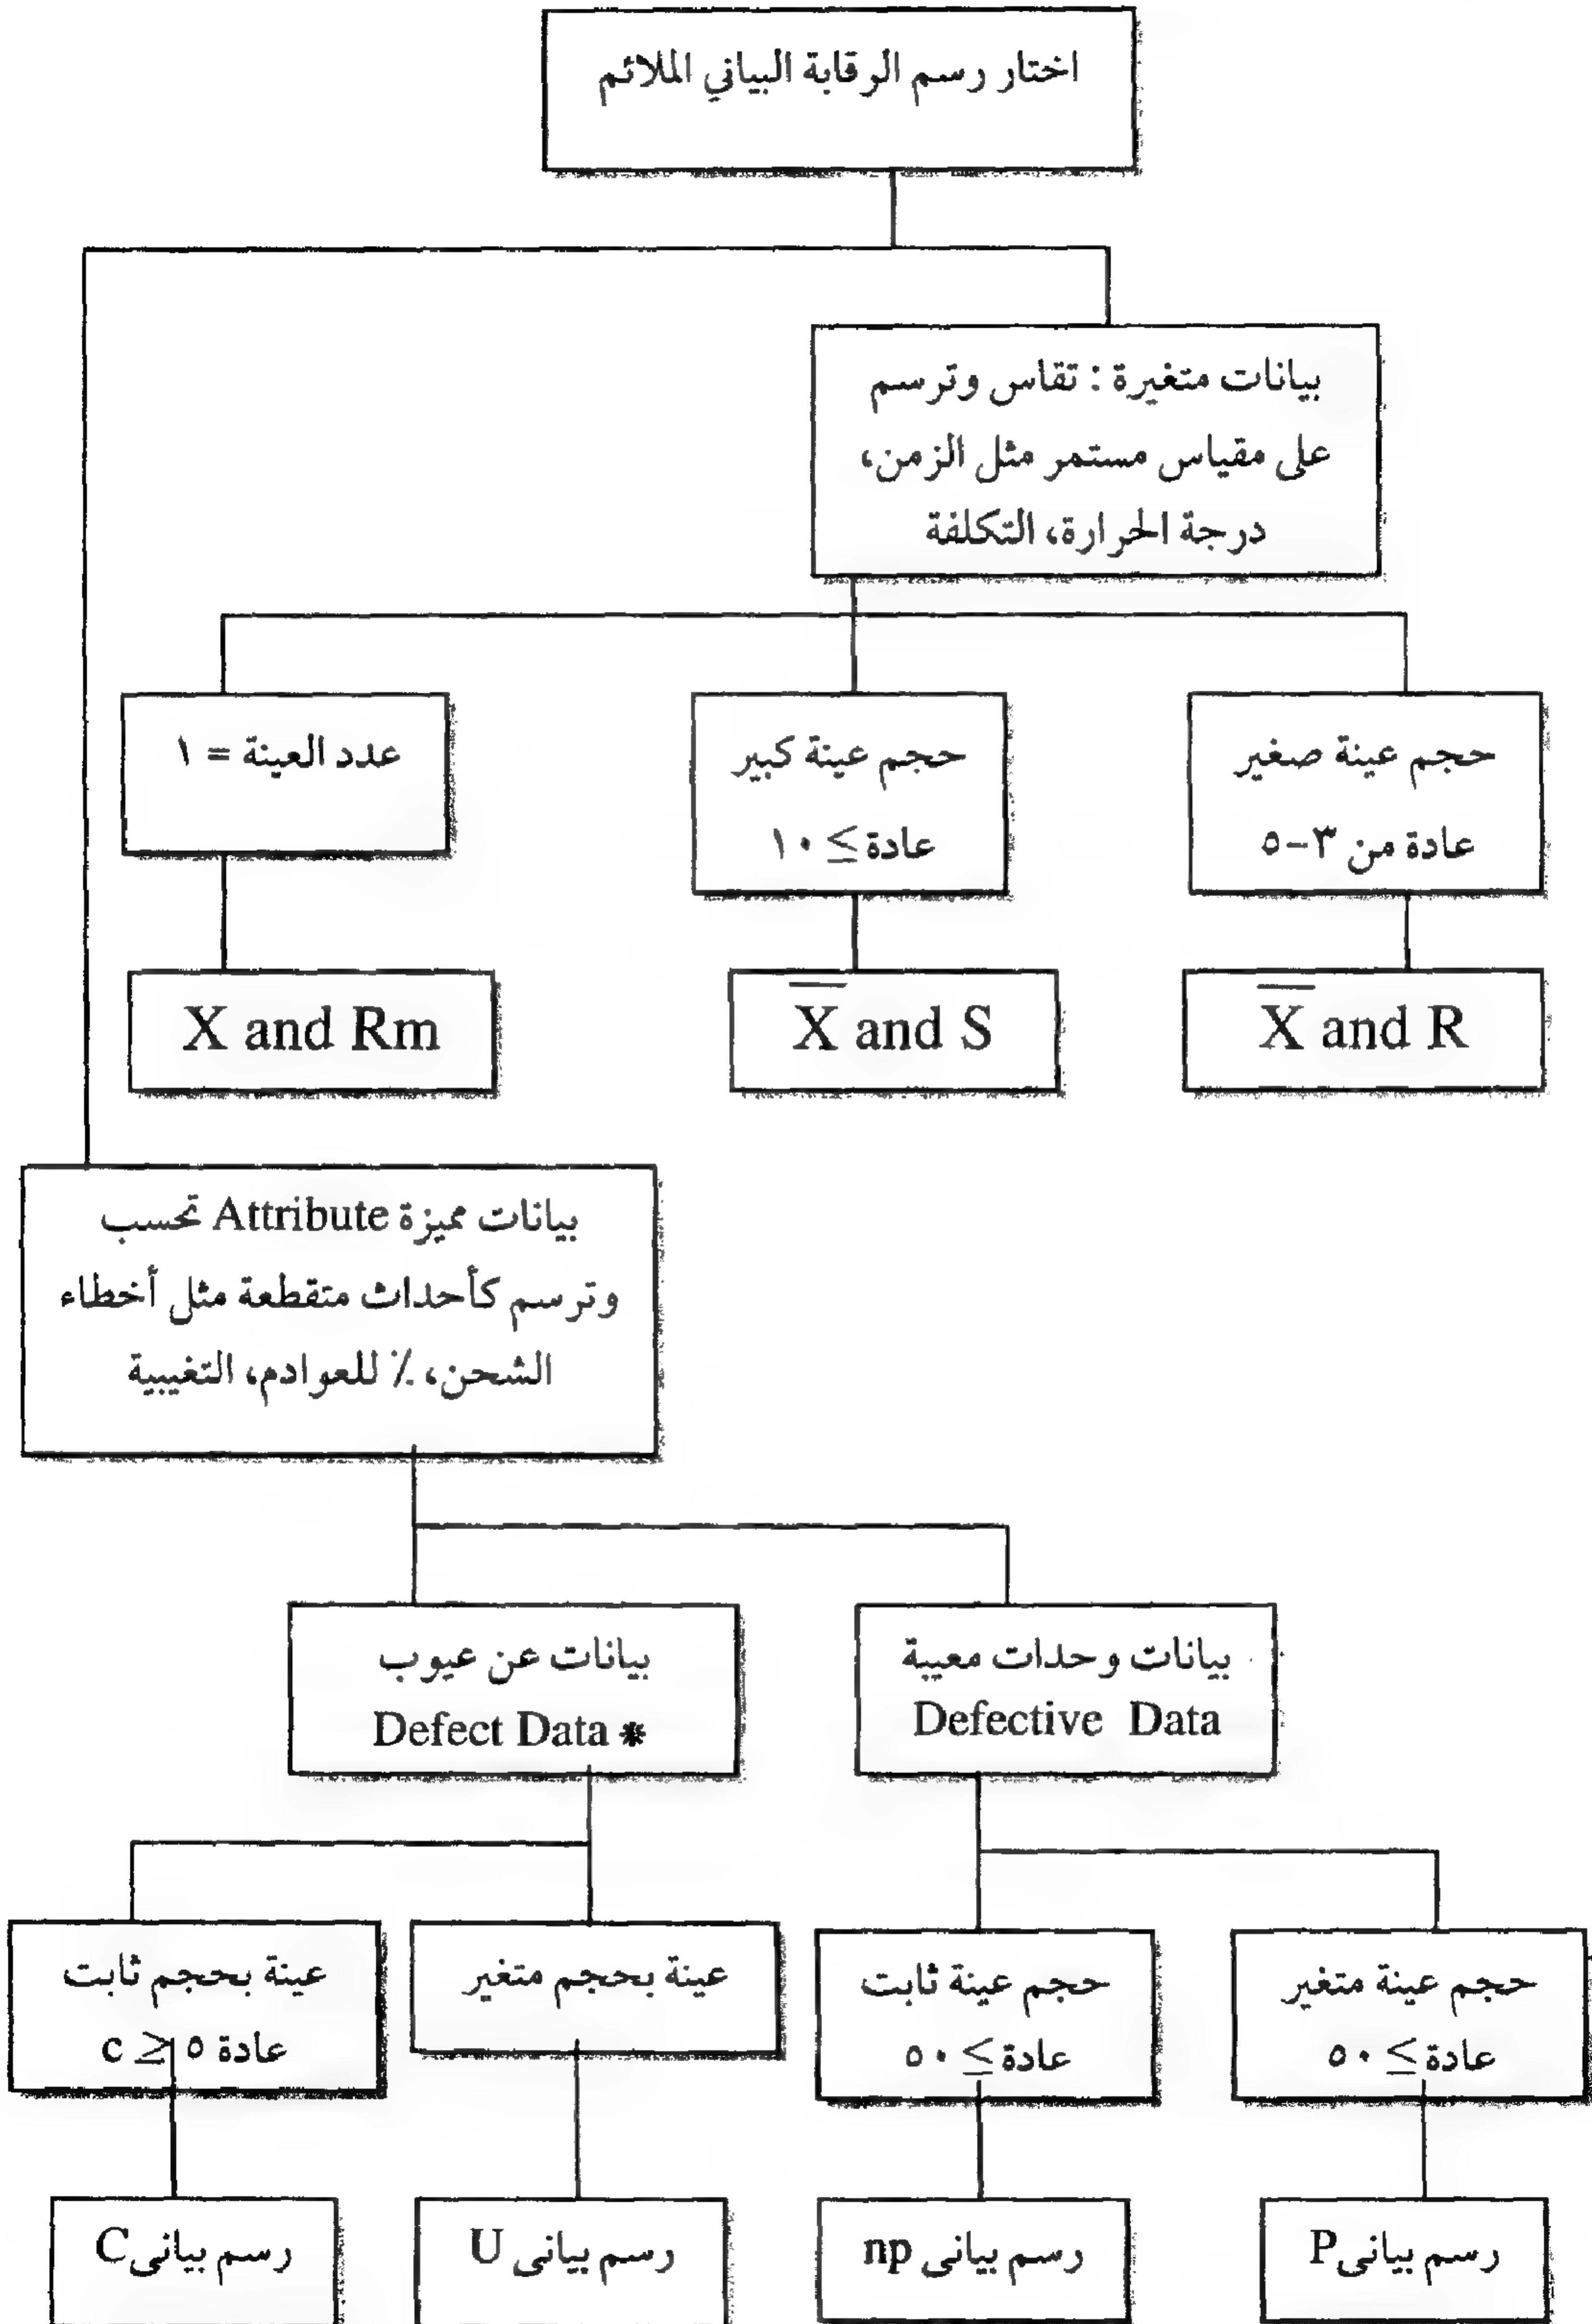 اختار رسم الرقابة البياني الملائم
بيانات متغيرة : تقاس وترسم
على مقياس مستمر مثل الزمن،
درجة الحرارة، التكلفة
حجم عينة صغير
عادة من ٣-٥
حجم عينة كبير
عادة ≥ ١٠
عدد العينة = ١
X̅ and R
X̅ and S
X and Rm
بيانات مميزة Attribute تحسب
وترسم كأحداث متقطعة مثل أخطاء
الشحن، ٪ للعوادم، التغيبية
بيانات وحدات معيبة
Defective Data
بيانات عن عيوب
Defect Data *
حجم عينة متغير
عادة ≥ ٥٠
حجم عينة ثابت
عادة ≥ ٥٠
عينة بحجم متغير
عينة بحجم ثابت
عادة ٥ ≤ c
رسم بيانى P
رسم بيانى np
رسم بيانى U
رسم بيانى C